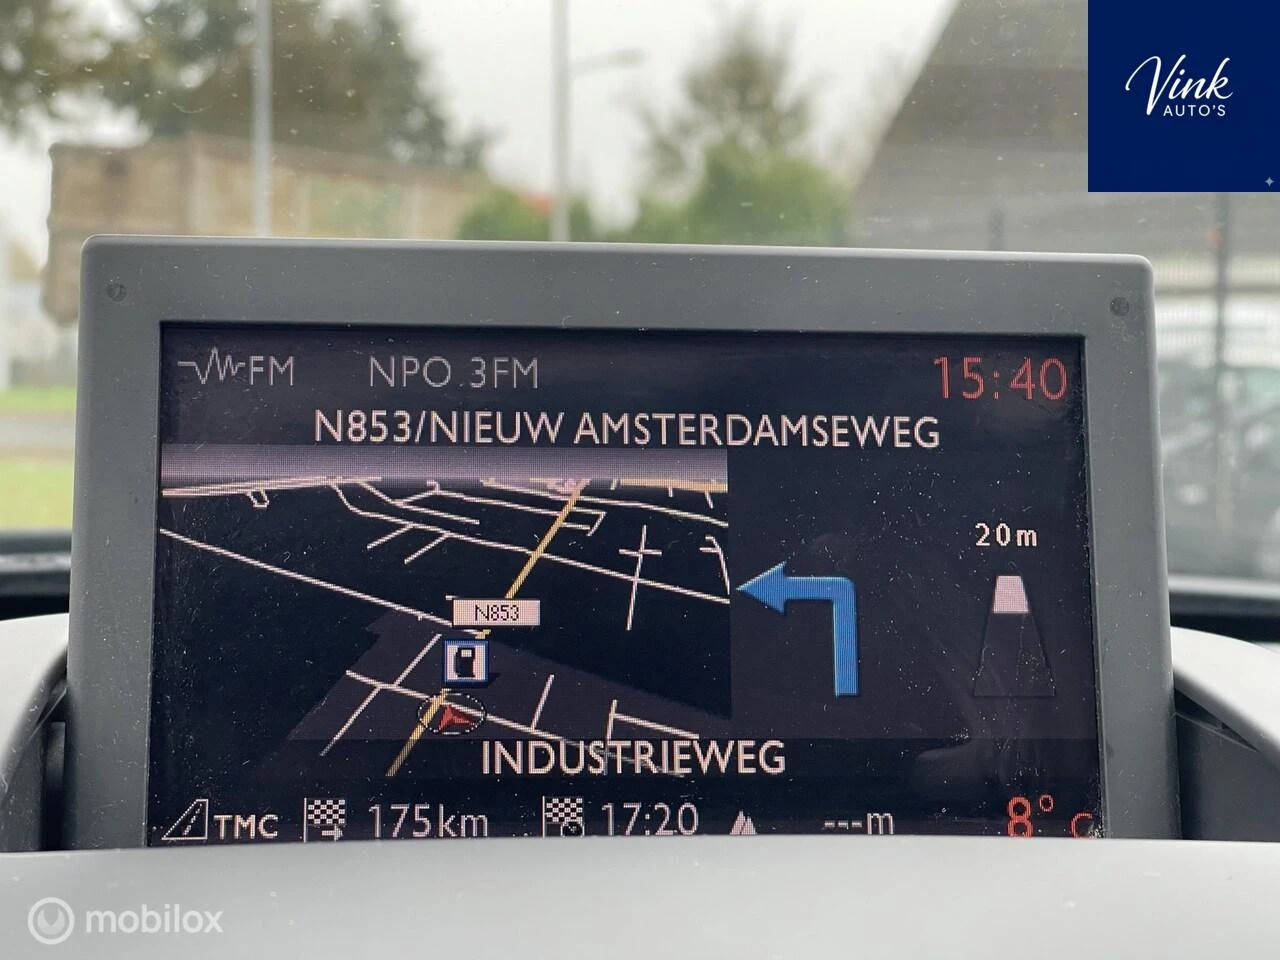 Vink
AUTO'S
FM NPO 3FM 15:40
N853/NIEUW AMSTERDAMSEWEG
20m
N853
INDUSTRIEWEG
TMC 175km 17:20 ---m 8° C
mobilox